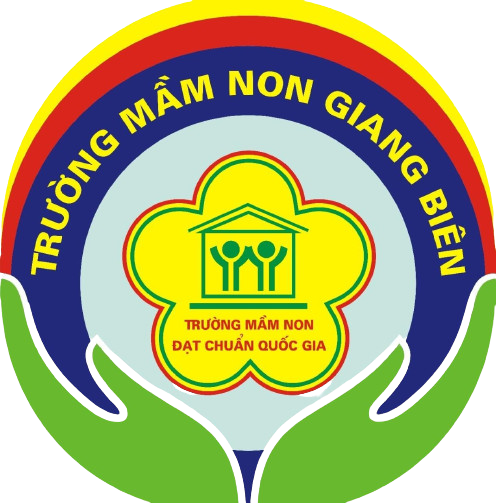 TRƯỜNG MẦM NON GIANG BIÊN
TRƯỜNG MẦM NON
ĐẠT CHUẨN QUỐC GIA